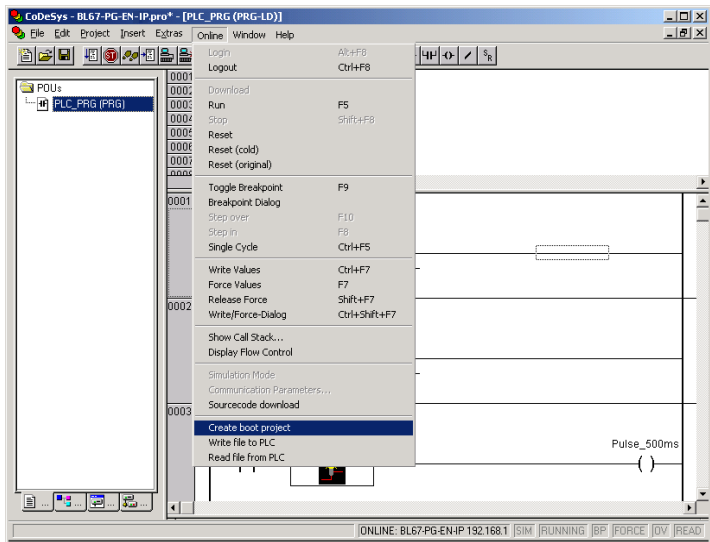 CoDeSys - BL67-PG-EN-IP.pro* - [PLC_PRG (PRG-LD)]
File Edit Project Insert Extras Online Window Help
POUs
PLC_PRG (PRG)
Login Alt+F8
Logout Ctrl+F8
Download
Run F5
Stop Shift+F8
Reset
Reset (cold)
Reset (original)
Toggle Breakpoint F9
Breakpoint Dialog
Step over F10
Step in F8
Single Cycle Ctrl+F5
Write Values Ctrl+F7
Force Values F7
Release Force Shift+F7
Write/Force-Dialog Ctrl+Shift+F7
Show Call Stack...
Display Flow Control
Simulation Mode
Communication Parameters...
Sourcecode download
Create boot project
Write file to PLC
Read file from PLC
0001
0002
0003
0004
0005
0006
0007
0001
0002
0003
Pulse_500ms
ONLINE: BL67-PG-EN-IP 192.168.1 SIM RUNNING BP FORCE OV READ